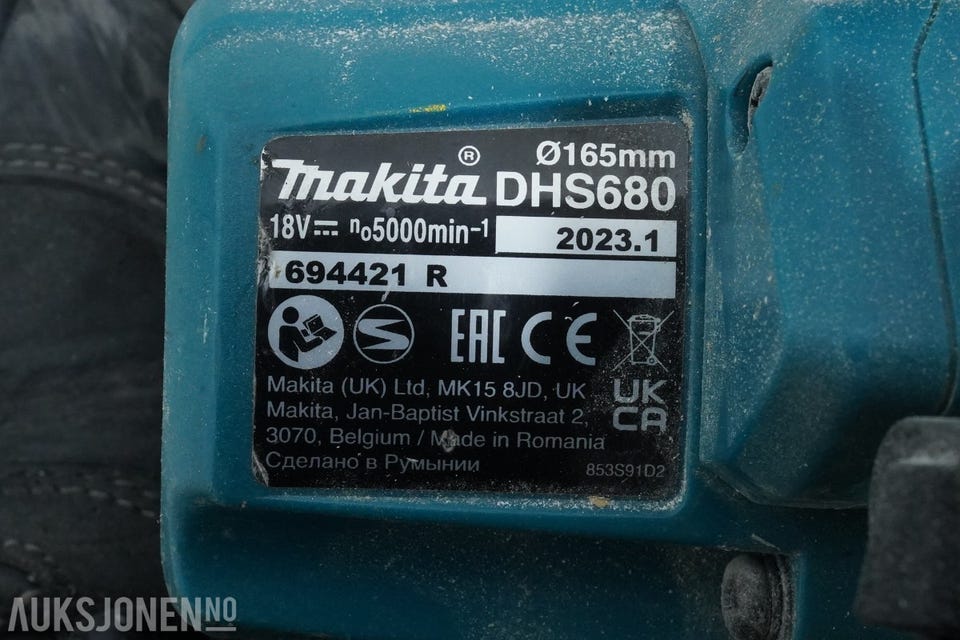 Makita® Ø165mm
DHS680
18V⎓ n₀5000min⁻¹
2023.1
694421 R
EAC CE
Makita (UK) Ltd, MK15 8JD, UK
Makita, Jan-Baptist Vinkstraat 2,
3070, Belgium / Made in Romania
Сделано в Румынии
UK
CA
853S91D2
AUKSJONEN.NO